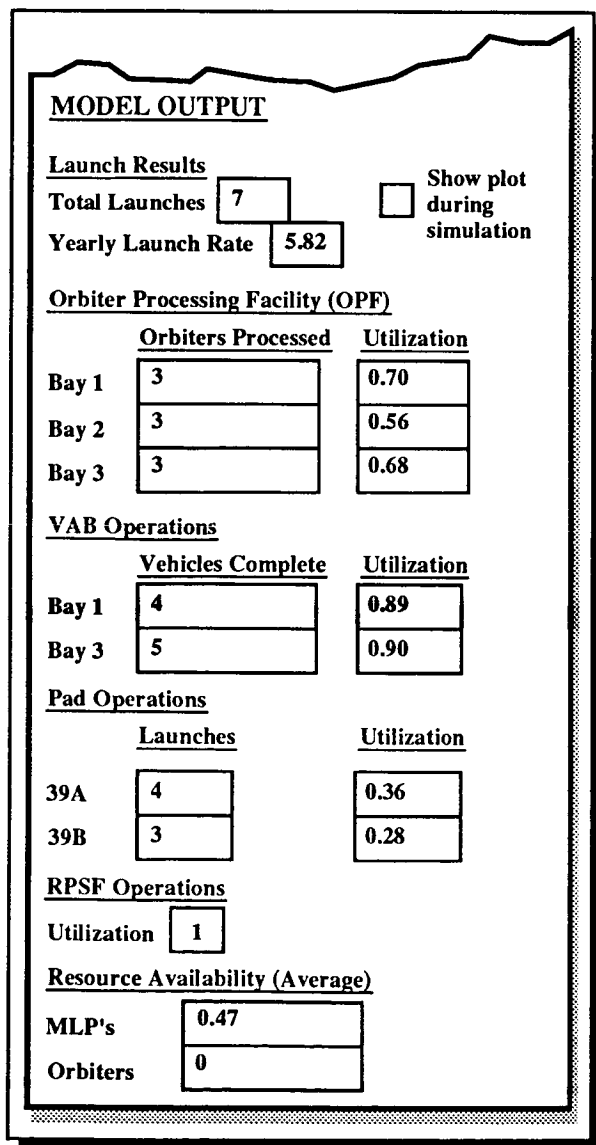 MODEL OUTPUT
Launch Results
Total Launches 7
Yearly Launch Rate 5.82
Show plot
during
simulation
Orbiter Processing Facility (OPF)
Orbiters Processed Utilization
Bay 1 3 0.70
Bay 2 3 0.56
Bay 3 3 0.68
VAB Operations
Vehicles Complete Utilization
Bay 1 4 0.89
Bay 3 5 0.90
Pad Operations
Launches Utilization
39A 4 0.36
39B 3 0.28
RPSF Operations
Utilization 1
Resource Availability (Average)
MLP's 0.47
Orbiters 0